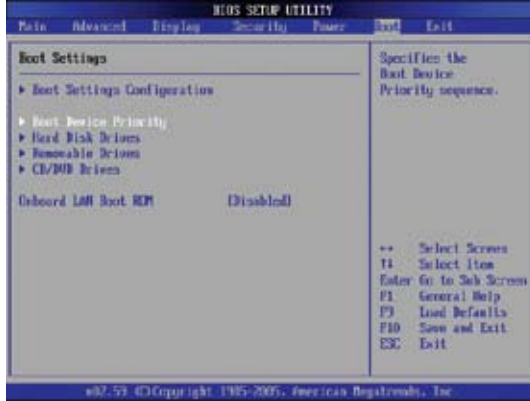 BIOS SETUP UTILITY
Main Advanced Display Security Power Boot Exit
Boot Settings
Boot Settings Configuration
Boot Device Priority
Hard Disk Drives
Removable Drives
CD/DVD Drives
Onboard LAN Boot ROM [Disabled]
Specifies the
Boot Device
Priority sequence.
↔ Select Screen
↑↓ Select Item
Enter Go to Sub Screen
F1 General Help
F9 Load Defaults
F10 Save and Exit
ESC Exit
v02.59 (C)Copyright 1985-2005, American Megatrends, Inc